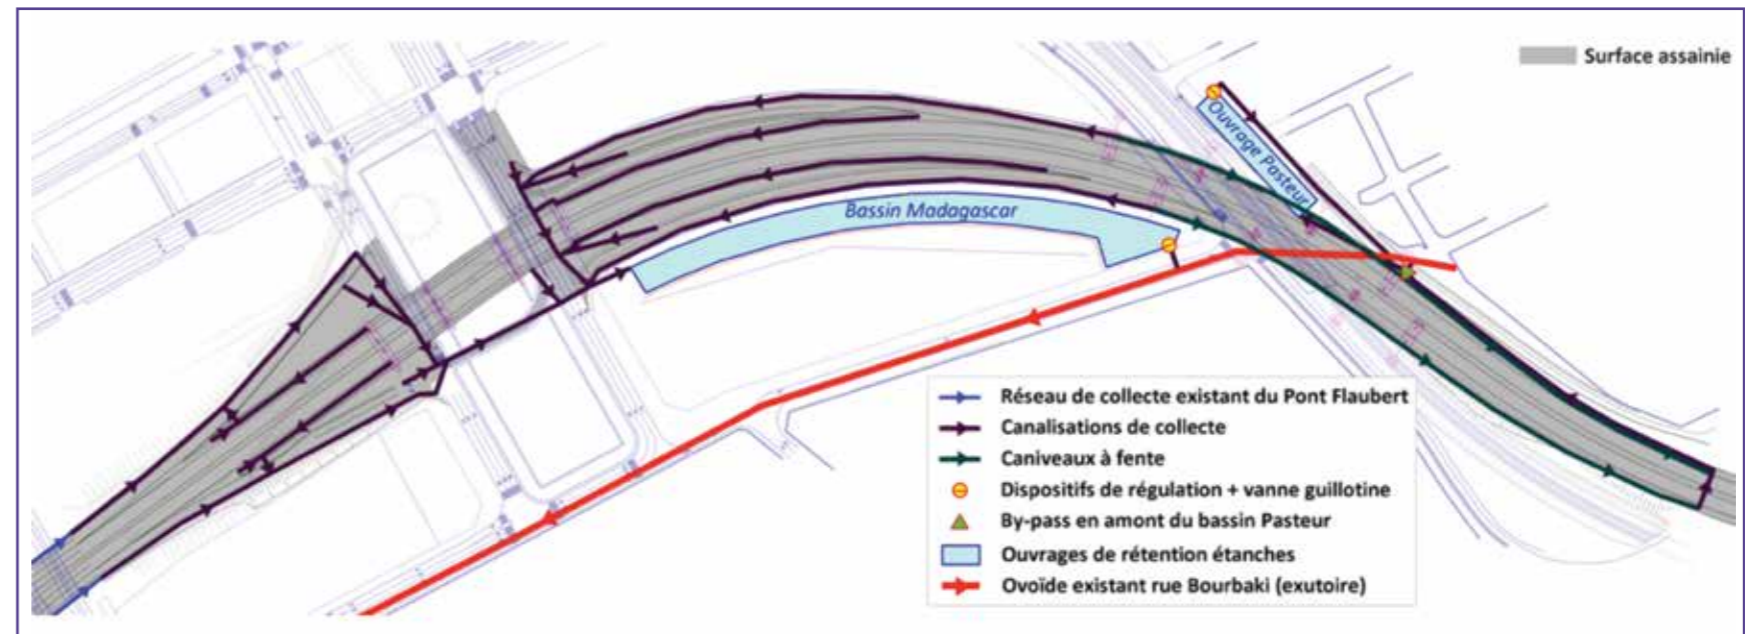 Surface assainie
Ouvrage Pasteur
Bassin Madagascar
Réseau de collecte existant du Pont Flaubert
Canalisations de collecte
Caniveaux à fente
Dispositifs de régulation + vanne guillotine
By-pass en amont du bassin Pasteur
Ouvrages de rétention étanches
Ovoïde existant rue Bourbaki (exutoire)